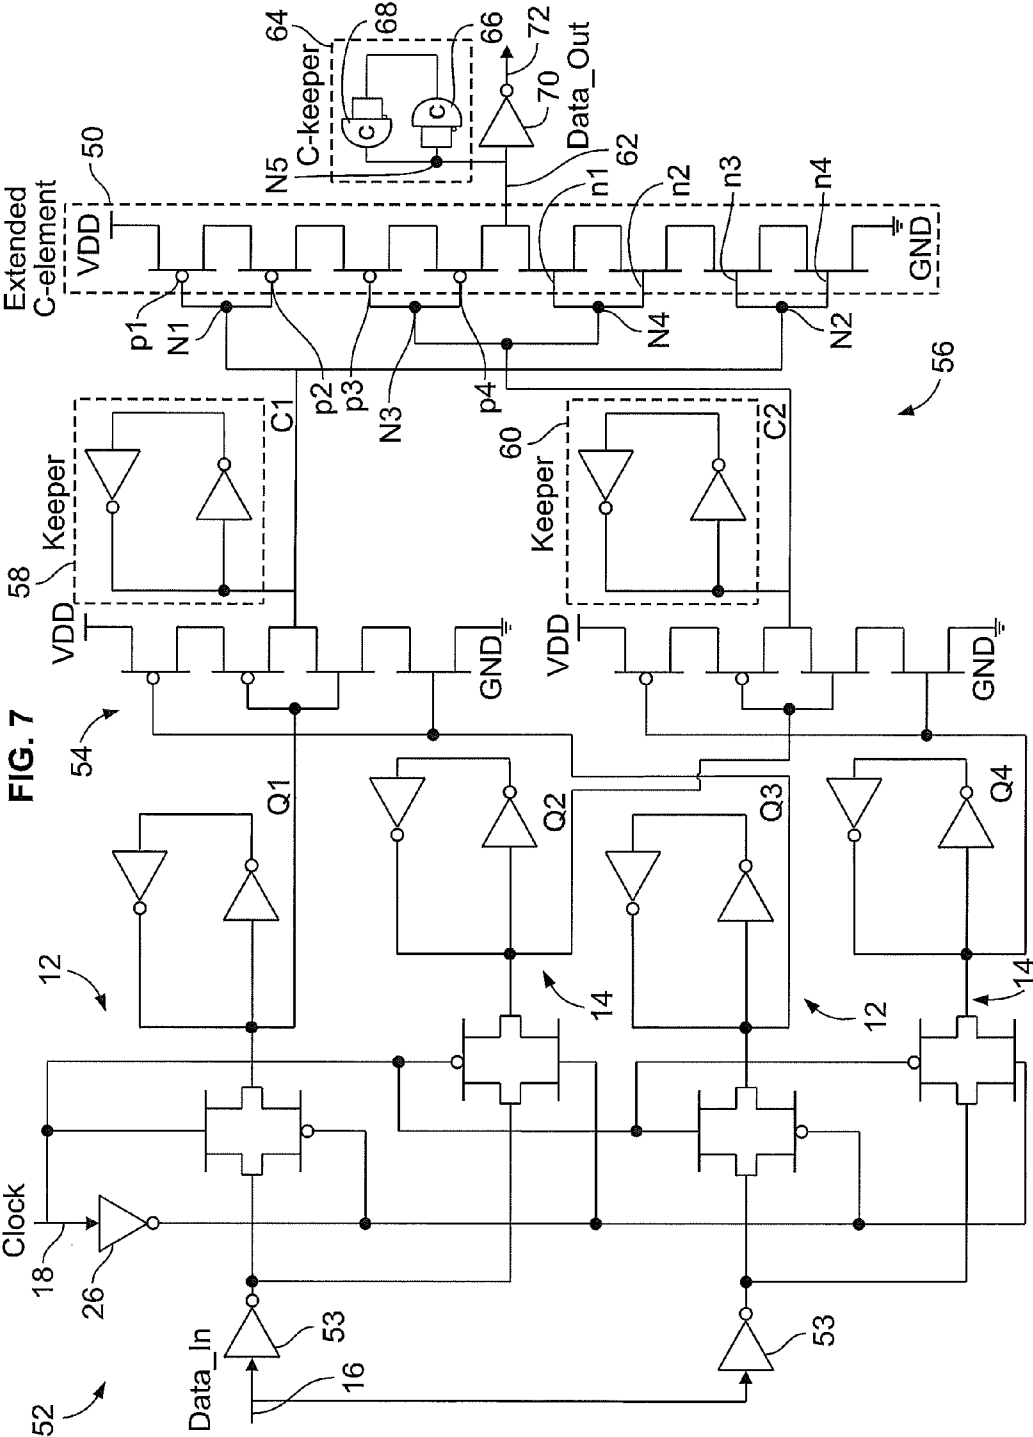 FIG. 7
52
Clock
18
26
Data_In
16
53
53
12
14
12
14
Q1
Q2
Q3
Q4
54
VDD
GND
VDD
GND
58
Keeper
60
Keeper
C1
C2
56
Extended
C-element
50
VDD
GND
p1
N1
p2
p3
N3
p4
n1
n2
N4
n3
n4
N2
62
64
C-keeper
68
66
C
C
N5
70
72
Data_Out